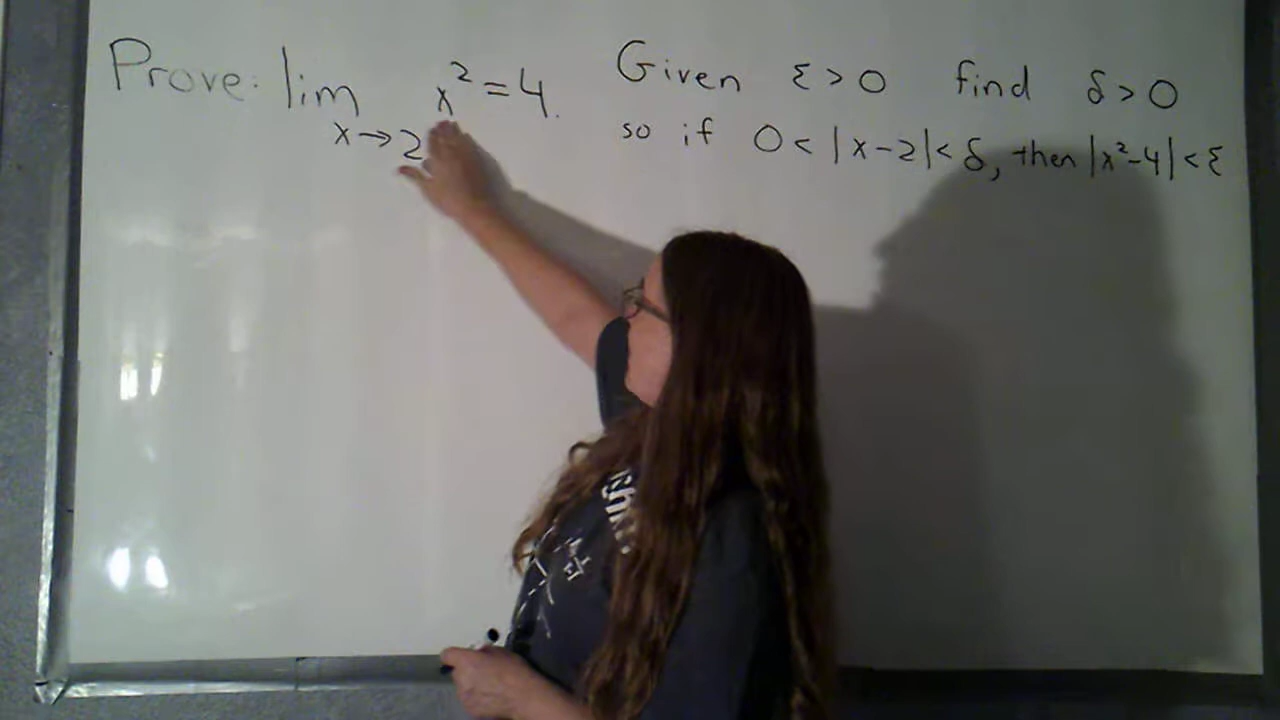 Prove: lim x² = 4.
x→2
Given ε > 0 find δ > 0
so if 0 < |x-2| < δ, then |x²-4| < ε